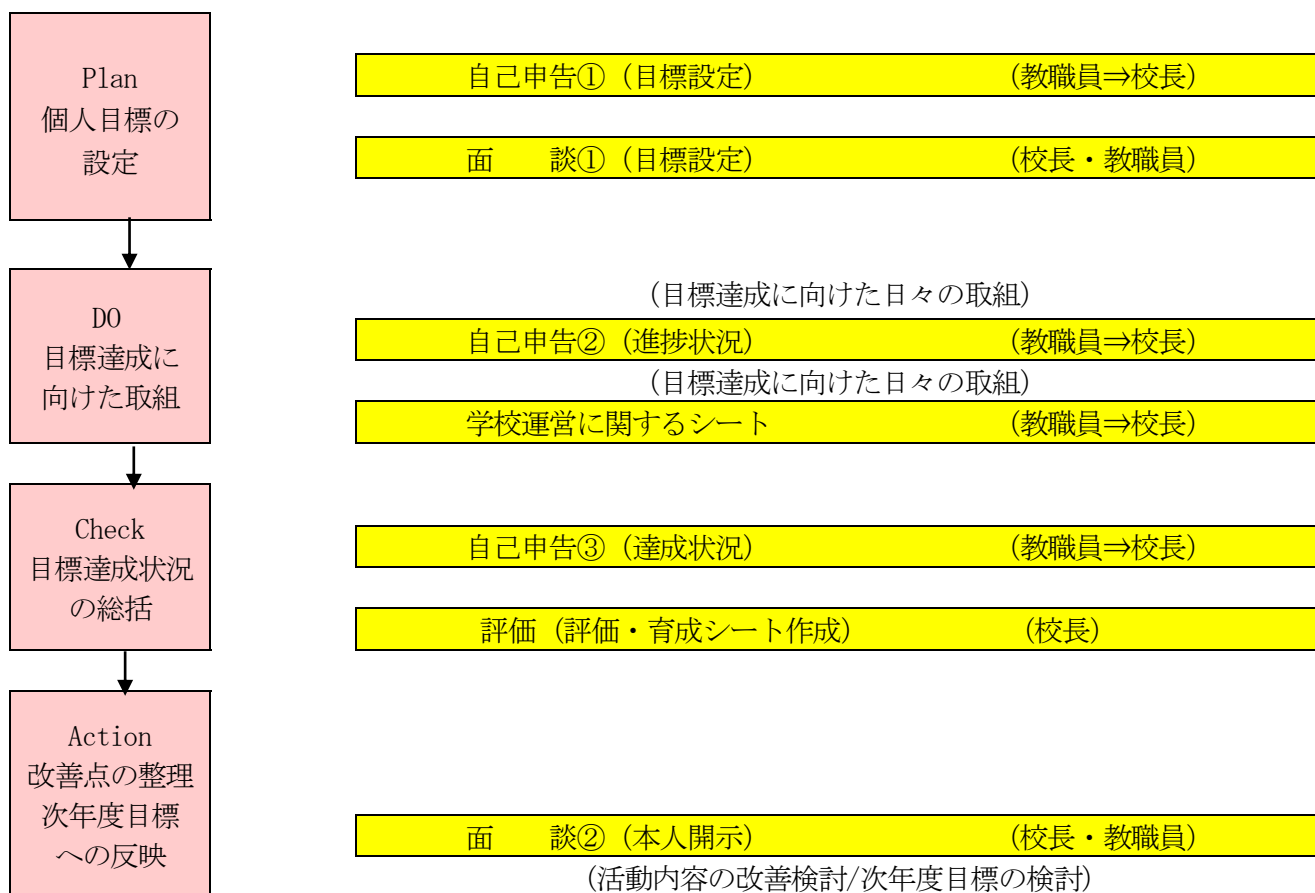 Plan
個人目標の
設定
自己申告①（目標設定） （教職員⇒校長）
面　　談①（目標設定） （校長・教職員）
DO
目標達成に
向けた取組
（目標達成に向けた日々の取組）
自己申告②（進捗状況） （教職員⇒校長）
（目標達成に向けた日々の取組）
学校運営に関するシート （教職員⇒校長）
Check
目標達成状況
の総括
自己申告③（達成状況） （教職員⇒校長）
評価（評価・育成シート作成） （校長）
Action
改善点の整理
次年度目標
への反映
面　　談②（本人開示） （校長・教職員）
（活動内容の改善検討/次年度目標の検討）